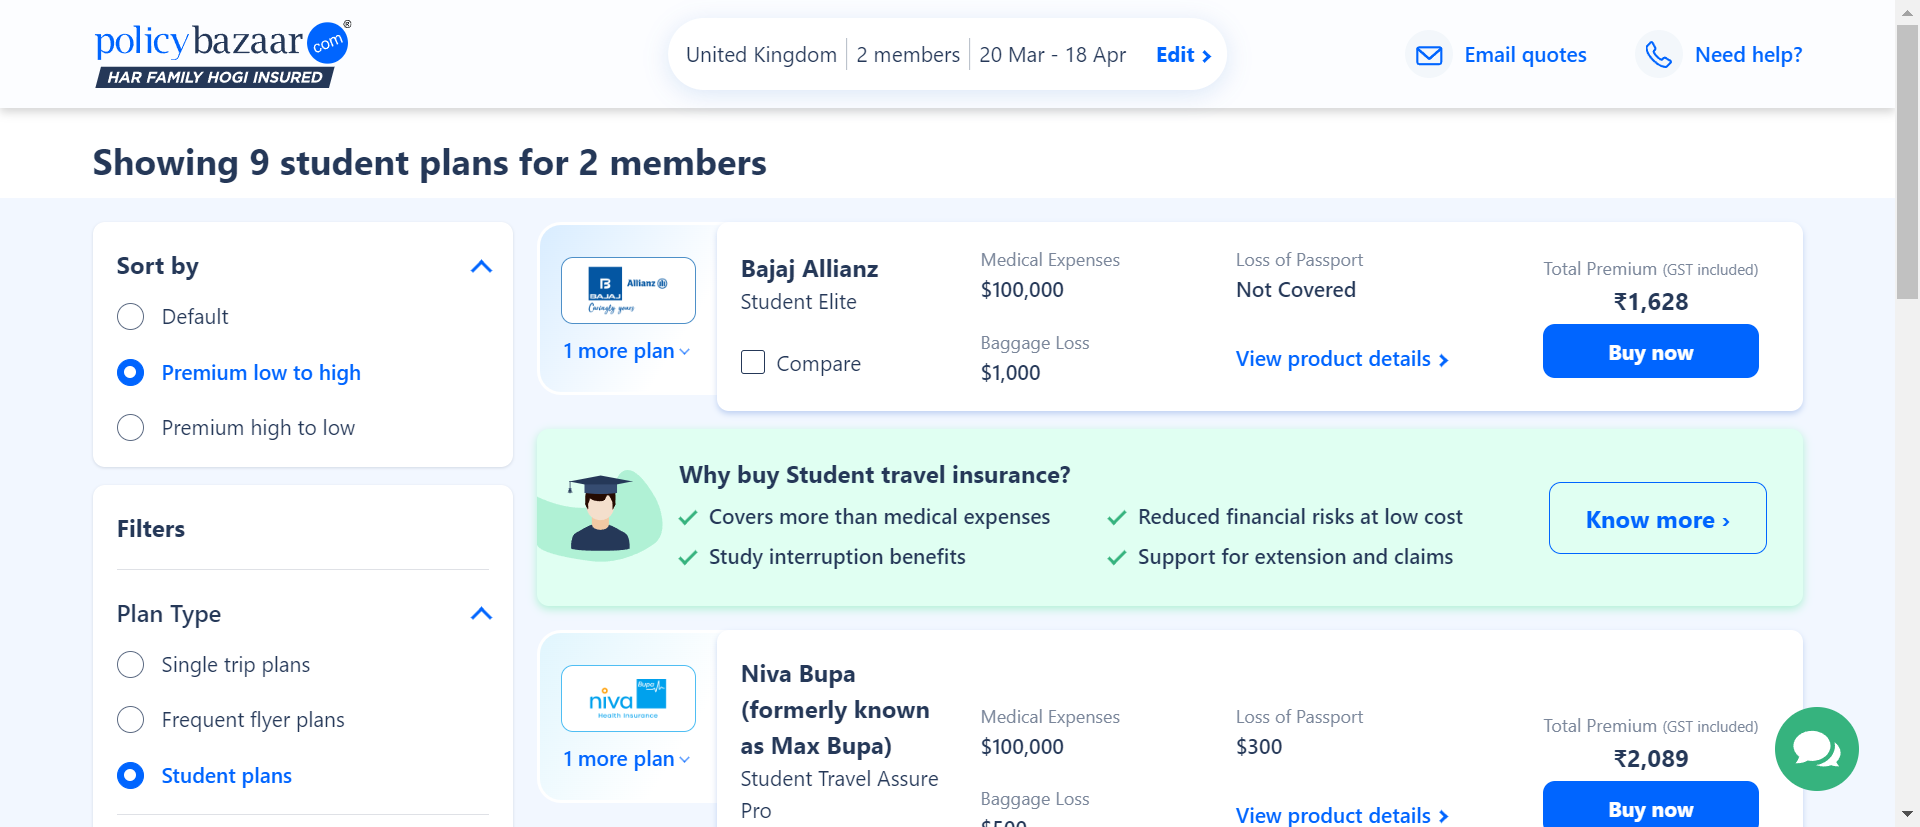 policybazaar com ®
HAR FAMILY HOGI INSURED
United Kingdom 2 members 20 Mar - 18 Apr Edit ›
Email quotes
Need help?
Showing 9 student plans for 2 members
Sort by
Default
Premium low to high
Premium high to low
Filters
Plan Type
Single trip plans
Frequent flyer plans
Student plans
B
BAJAJ
Allianz
Caringly yours
1 more plan
Bajaj Allianz
Student Elite
Compare
Medical Expenses
$100,000
Baggage Loss
$1,000
Loss of Passport
Not Covered
View product details ›
Total Premium (GST included)
₹1,628
Buy now
Why buy Student travel insurance?
Covers more than medical expenses
Reduced financial risks at low cost
Study interruption benefits
Support for extension and claims
Know more ›
niva Bupa
Health Insurance
1 more plan
Niva Bupa
(formerly known
as Max Bupa)
Student Travel Assure
Pro
Medical Expenses
$100,000
Baggage Loss
$500
Loss of Passport
$300
View product details ›
Total Premium (GST included)
₹2,089
Buy now